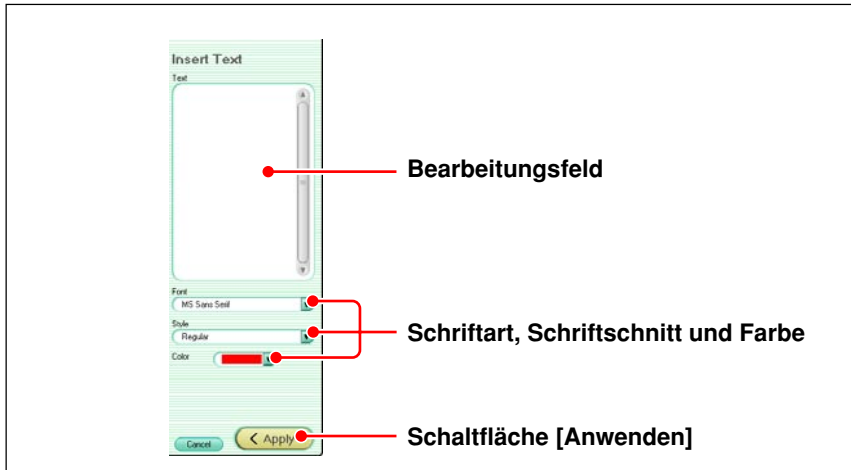 Insert Text
Text
Bearbeitungsfeld
Font
MS Sans Serif
Style
Regular
Schriftart, Schriftschnitt und Farbe
Color
Cancel
< Apply
Schaltfläche [Anwenden]